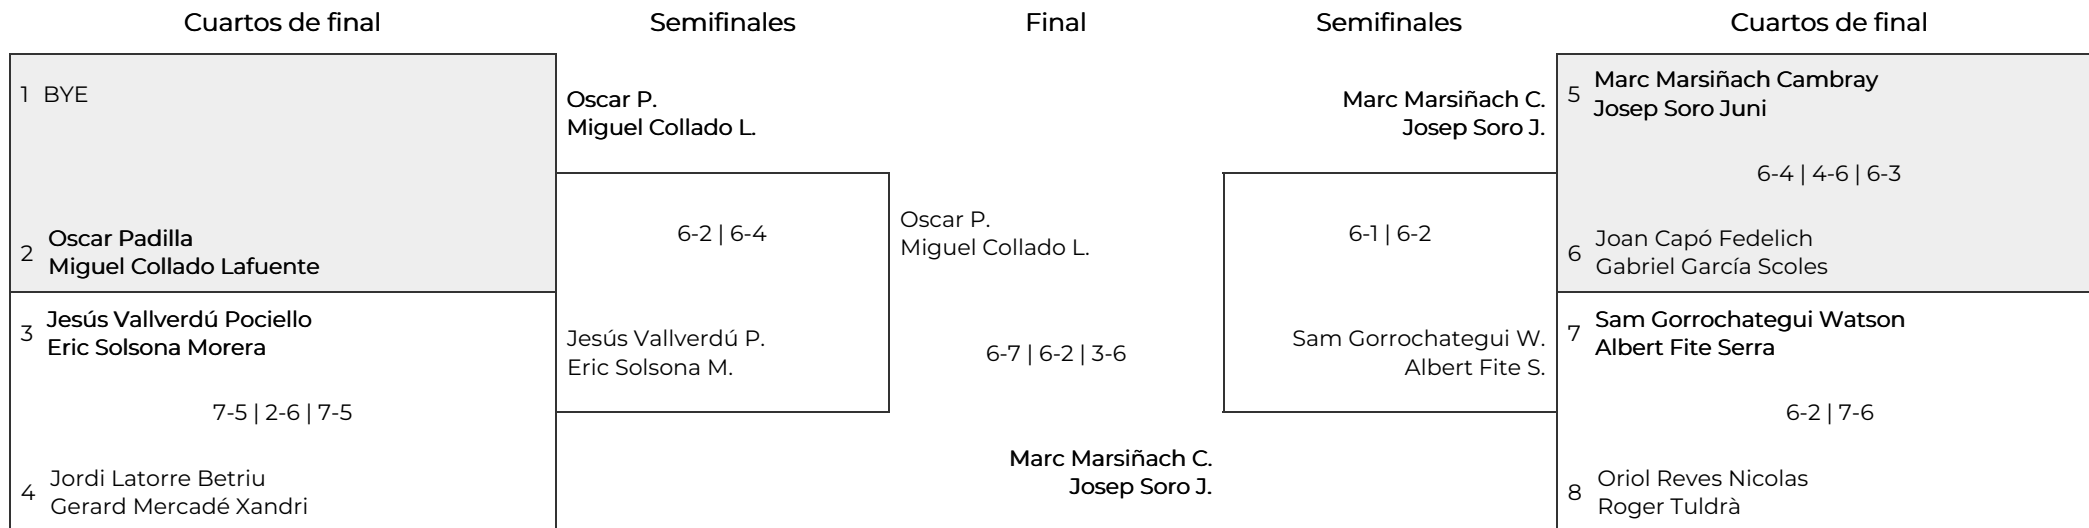 Cuartos de final
Semifinales
Final
Semifinales
Cuartos de final
1 BYE
2 Oscar Padilla
Miguel Collado Lafuente
3 Jesús Vallverdú Pociello
Eric Solsona Morera
7-5 | 2-6 | 7-5
4 Jordi Latorre Betriu
Gerard Mercadé Xandri
Oscar P.
Miguel Collado L.
6-2 | 6-4
Jesús Vallverdú P.
Eric Solsona M.
Oscar P.
Miguel Collado L.
6-7 | 6-2 | 3-6
Marc Marsiñach C.
Josep Soro J.
Marc Marsiñach C.
Josep Soro J.
6-1 | 6-2
Sam Gorrochategui W.
Albert Fite S.
5 Marc Marsiñach Cambray
Josep Soro Juni
6-4 | 4-6 | 6-3
6 Joan Capó Fedelich
Gabriel García Scoles
7 Sam Gorrochategui Watson
Albert Fite Serra
6-2 | 7-6
8 Oriol Reves Nicolas
Roger Tuldrà